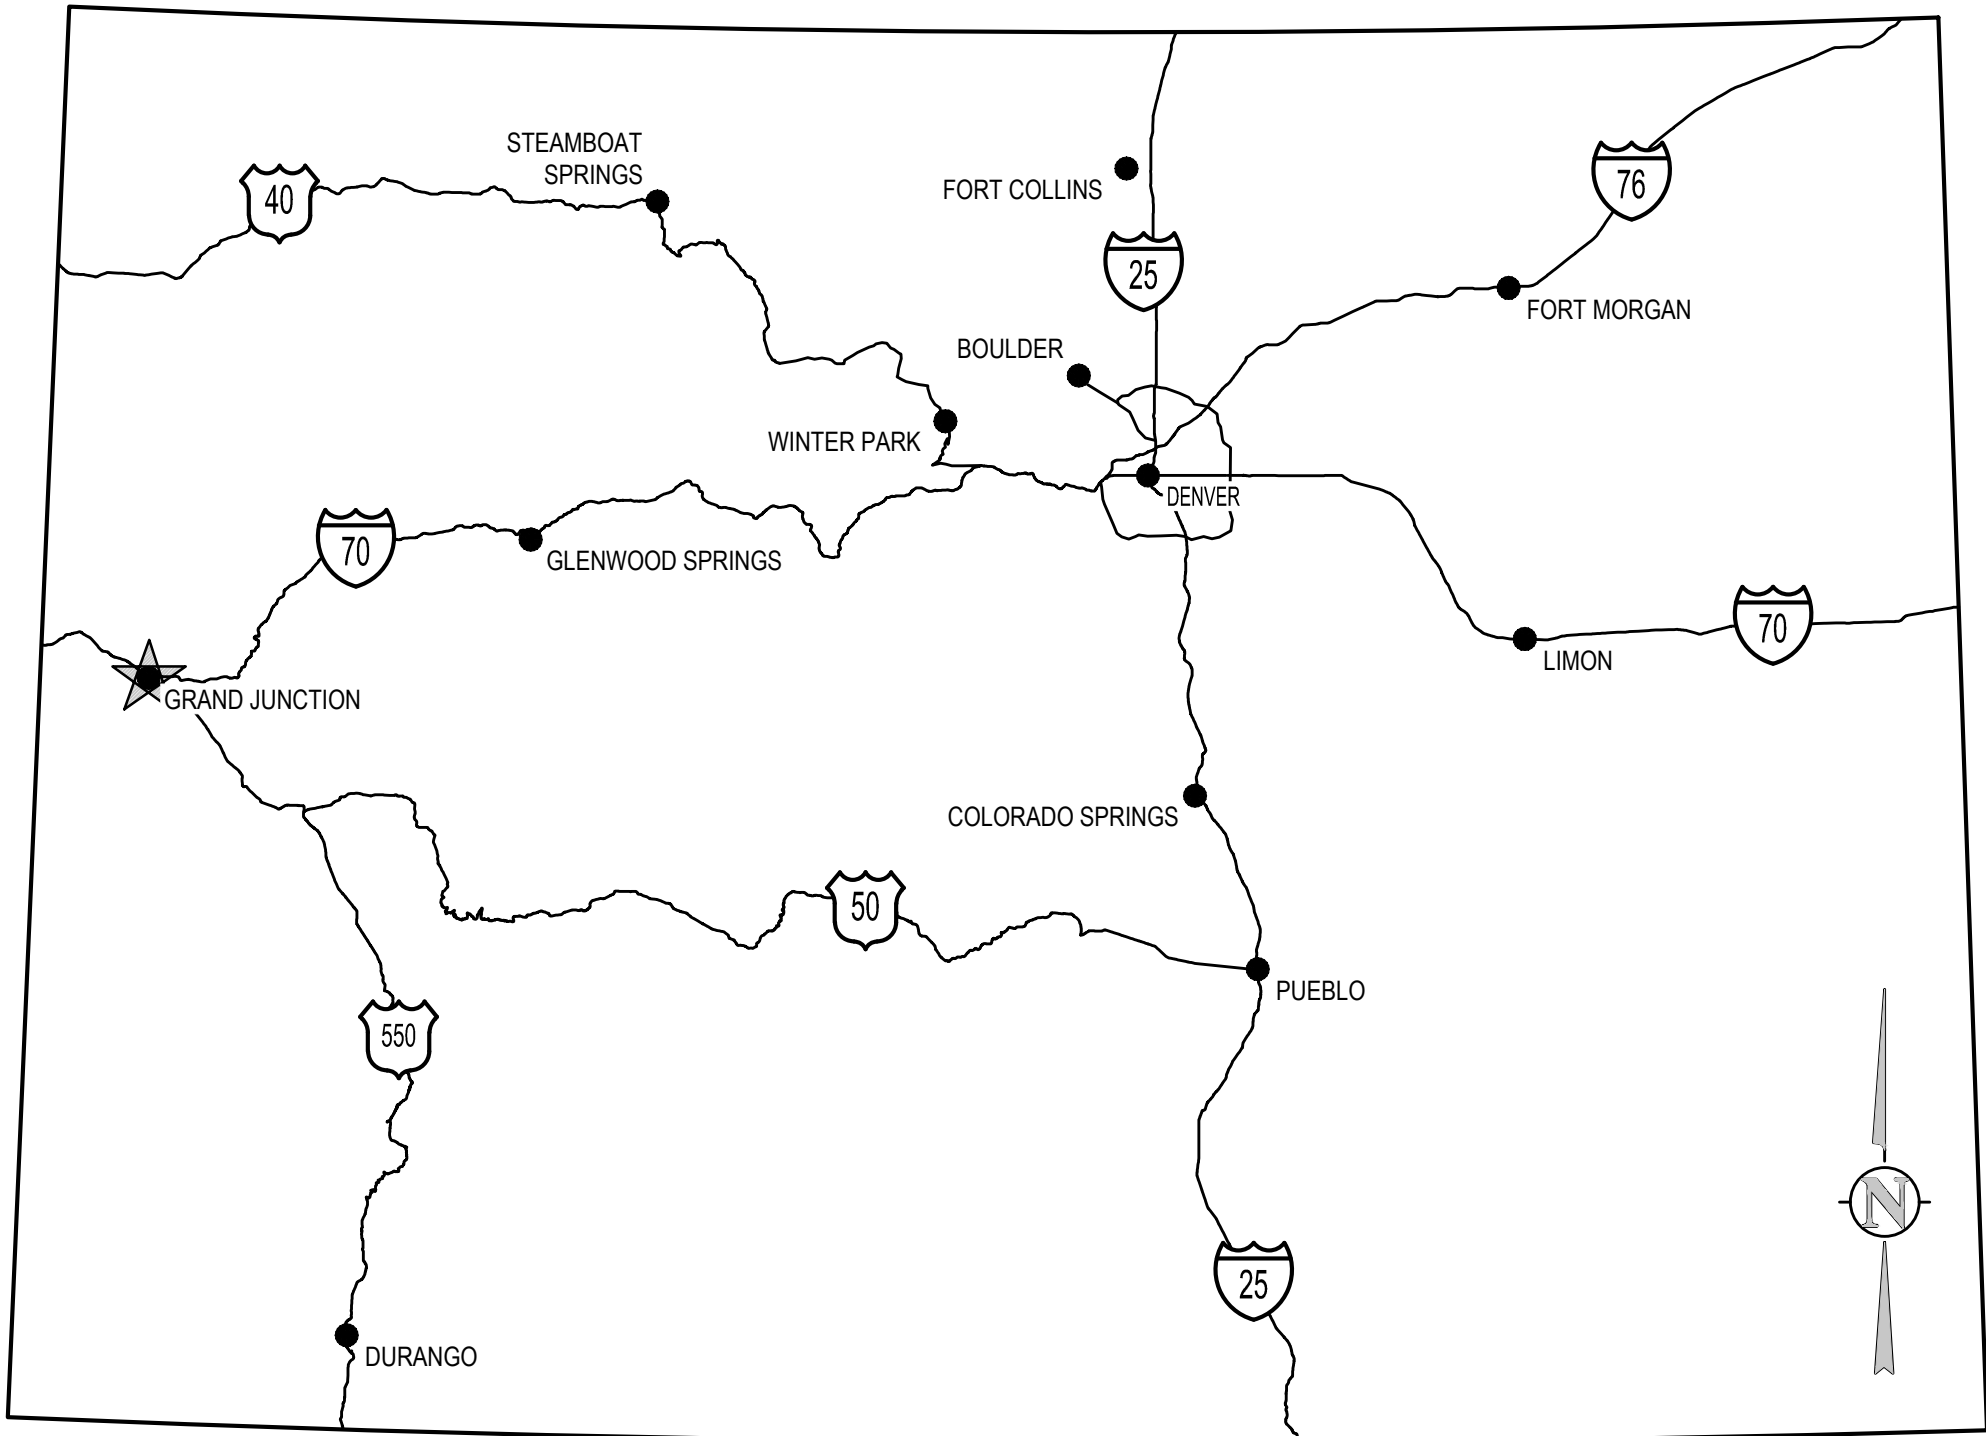 STEAMBOAT
SPRINGS
40
FORT COLLINS
76
25
FORT MORGAN
BOULDER
WINTER PARK
DENVER
70
GLENWOOD SPRINGS
70
LIMON
GRAND JUNCTION
COLORADO SPRINGS
50
PUEBLO
550
N
25
DURANGO